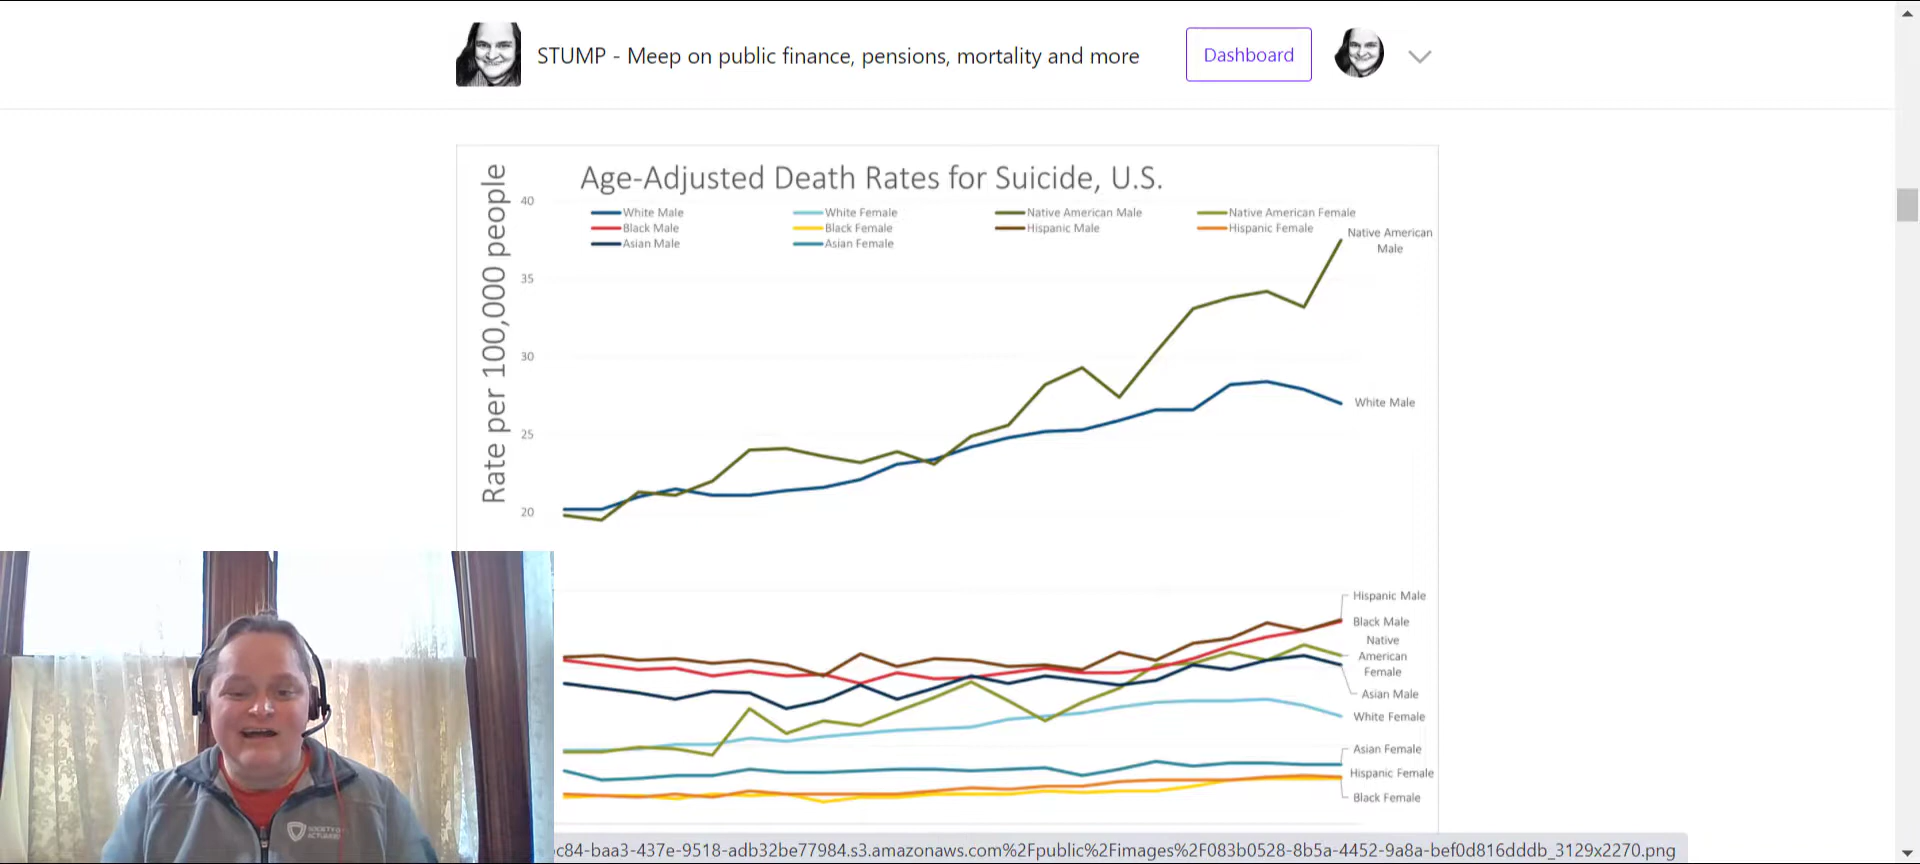 STUMP - Meep on public finance, pensions, mortality and more
Dashboard
Age-Adjusted Death Rates for Suicide, U.S.
Rate per 100,000 people
White Male
White Female
Native American Male
Native American Female
Black Male
Black Female
Hispanic Male
Hispanic Female
Asian Male
Asian Female
40
35
30
25
20
Native American
Male
White Male
Hispanic Male
Black Male
Native
American
Female
Asian Male
White Female
Asian Female
Hispanic Female
Black Female
c84-baa3-437e-9518-adb32be77984.s3.amazonaws.com%2Fpublic%2Fimages%2F083b0528-8b5a-4452-9a8a-bef0d816dddb_3129x2270.png